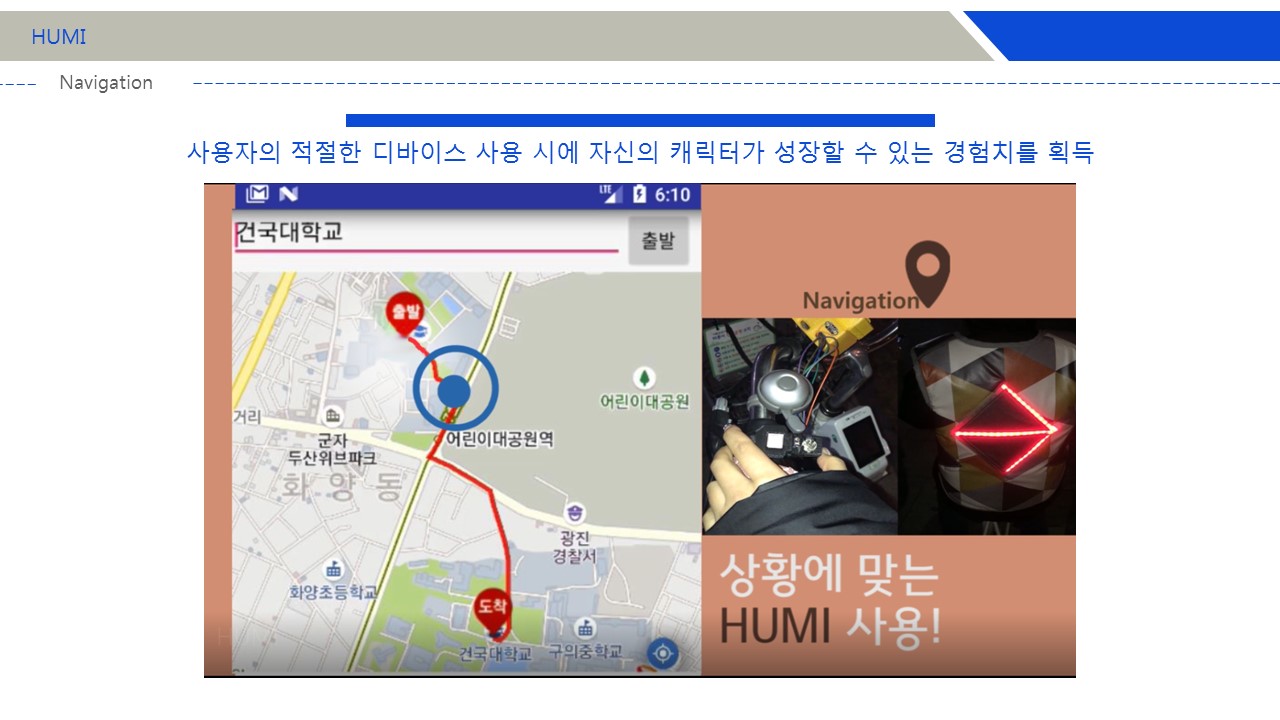 HUMI
Navigation
사용자의 적절한 디바이스 사용 시에 자신의 캐릭터가 성장할 수 있는 경험치를 획득
LTE 6:10
건국대학교
출발
출발
어린이대공원
거리
군자
두산위브파크
어린이대공원역
화양동
광진
경찰서
화양초등학교
도착
건국대학교
구의중학교
Navigation
상황에 맞는
HUMI 사용!